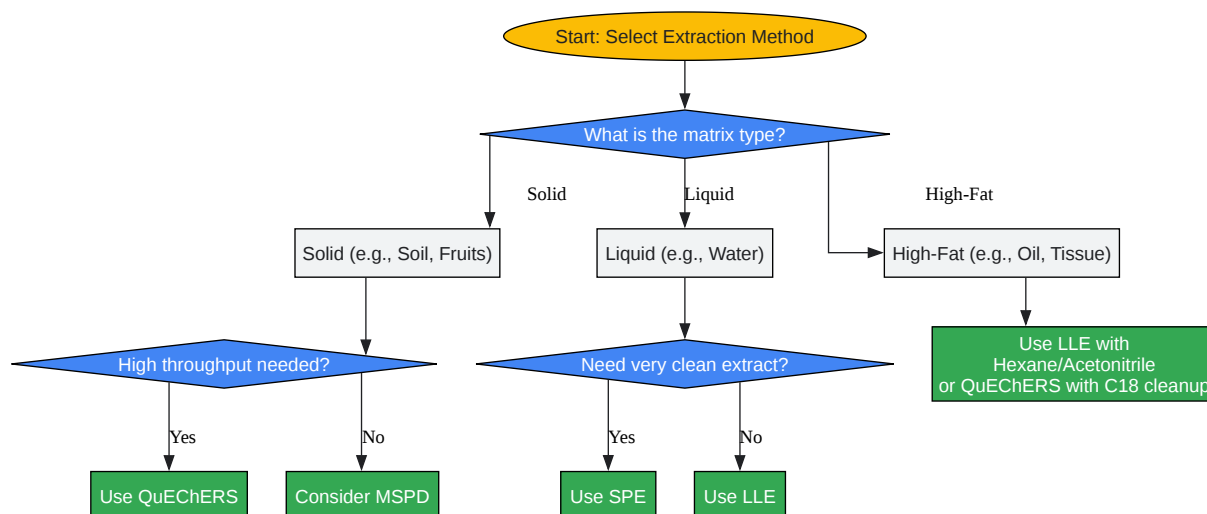 Start: Select Extraction Method
What is the matrix type?
Solid
Liquid
High-Fat
Solid (e.g., Soil, Fruits)
Liquid (e.g., Water)
High-Fat (e.g., Oil, Tissue)
High throughput needed?
Need very clean extract?
Use LLE with
Hexane/Acetonitrile
or QuEChERS with C18 cleanup
Yes
No
Yes
No
Use QuEChERS
Consider MSPD
Use SPE
Use LLE